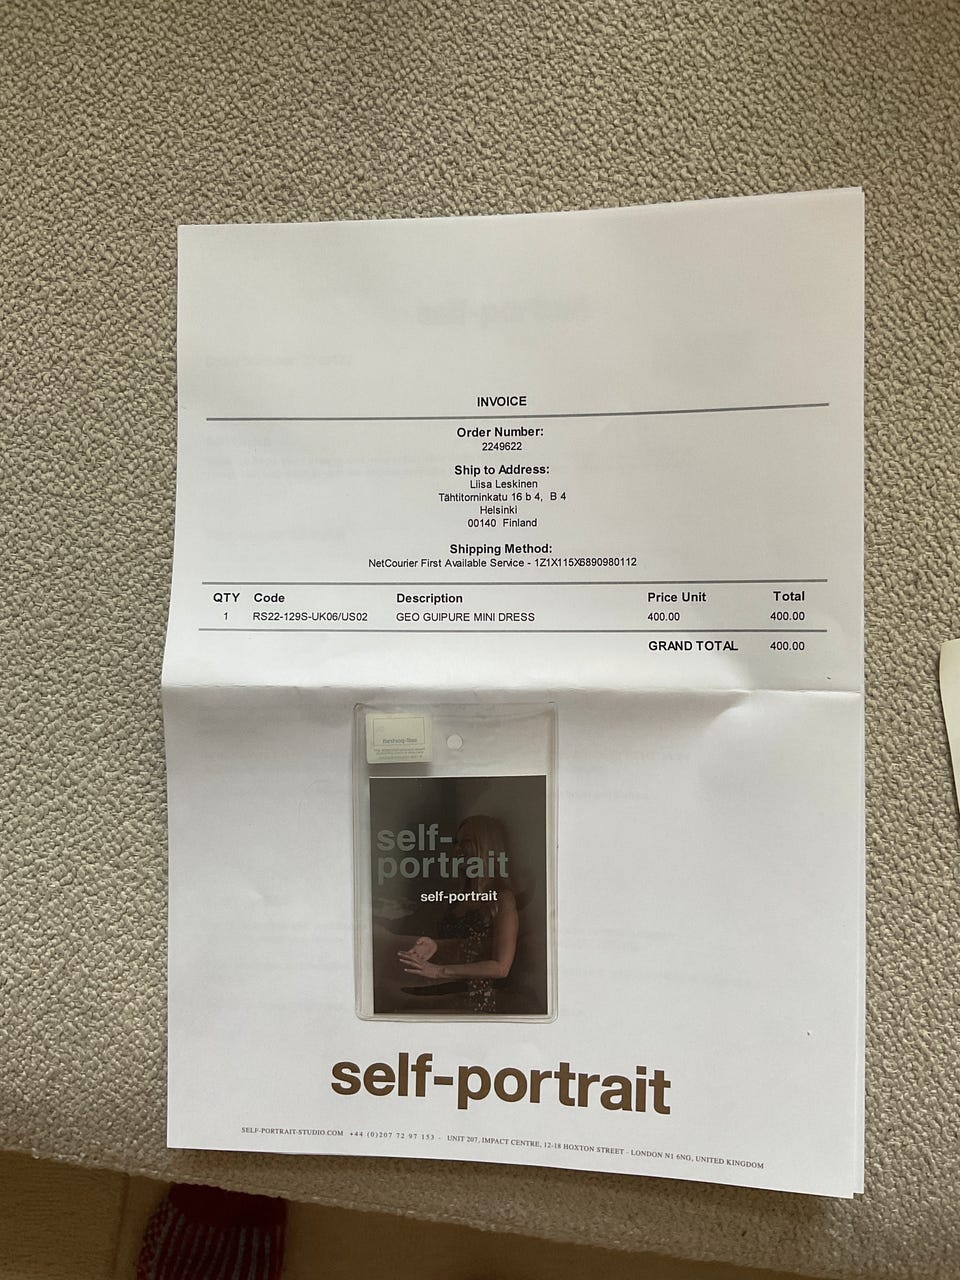 INVOICE
Order Number:
2249622
Ship to Address:
Liisa Leskinen
Tähtitorninkatu 16 b 4, B 4
Helsinki
00140 Finland
Shipping Method:
NetCourier First Available Service - 1Z1X115X6890980112
QTY Code Description Price Unit Total
1 RS22-129S-UK06/US02 GEO GUIPURE MINI DRESS 400.00 400.00
GRAND TOTAL 400.00
self-
portrait
self-portrait
self-portrait
SELF-PORTRAIT-STUDIO.COM +44 (0)207 72 97 153 - UNIT 207, IMPACT CENTRE, 12-18 HOXTON STREET - LONDON N1 6NG, UNITED KINGDOM